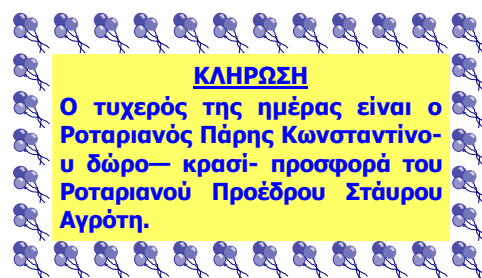 ΚΛΗΡΩΣΗ
Ο τυχερός της ημέρας είναι ο
Ροταριανός Πάρης Κωνσταντίνο-
υ δώρο— κρασί- προσφορά του
Ροταριανού Προέδρου Στάυρου
Αγρότη.